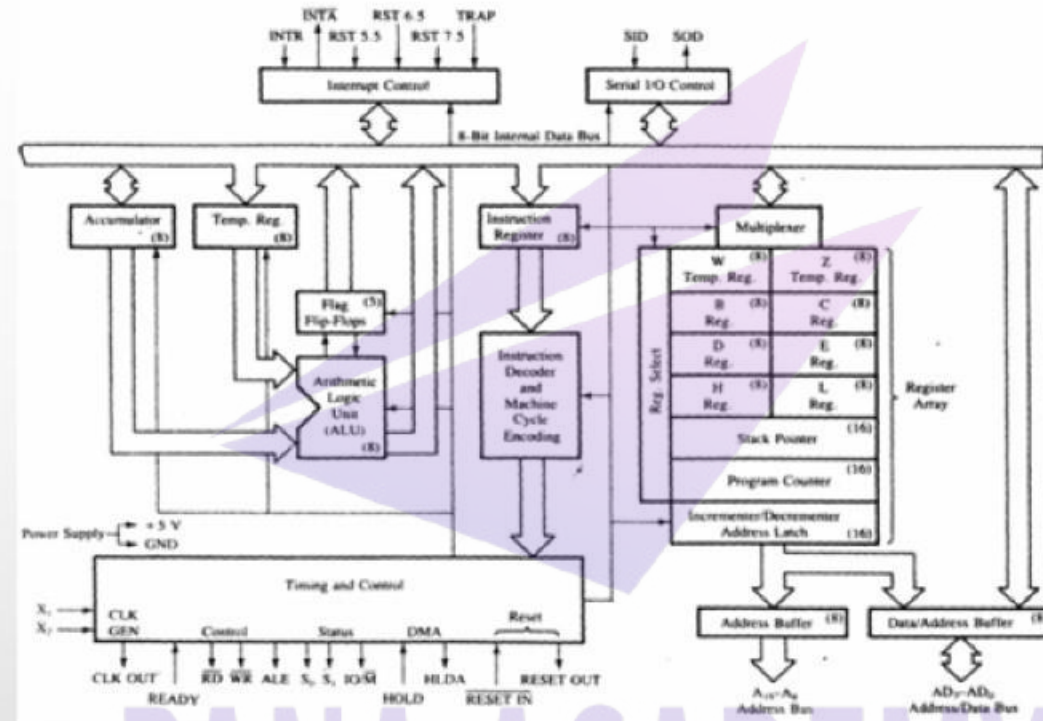 INTA RST 6.5 TRAP
INTR RST 5.5 RST 7.5
SID SOD
Interrupt Control
Serial I/O Control
8-Bit Internal Data Bus
Accumulator
(8)
Temp. Reg.
(8)
Instruction
Register
(8)
Multiplexer
Flag
(5)
Flip-Flops
Arithmetic
Logic
Unit
(ALU)
(8)
Instruction
Decoder
and
Machine
Cycle
Encoding
Reg. Select
W (8)
Temp. Reg.
Z (8)
Temp. Reg.
B (8)
Reg.
C (8)
Reg.
D (8)
Reg.
E (8)
Reg.
H (8)
Reg.
L (8)
Reg.
Stack Pointer (16)
Program Counter (16)
Incrementer/Decrementer
Address Latch (16)
Register
Array
Power Supply
+5 V
GND
Timing and Control
X₁
X₂
CLK
GEN
Control
Status
DMA
Reset
CLK OUT
READY
RD WR ALE S₀ S₁ IO/M
HOLD
HLDA
RESET IN
RESET OUT
Address Buffer (8)
Data/Address Buffer (8)
A₁₅-A₈
Address Bus
AD₇-AD₀
Address/Data Bus